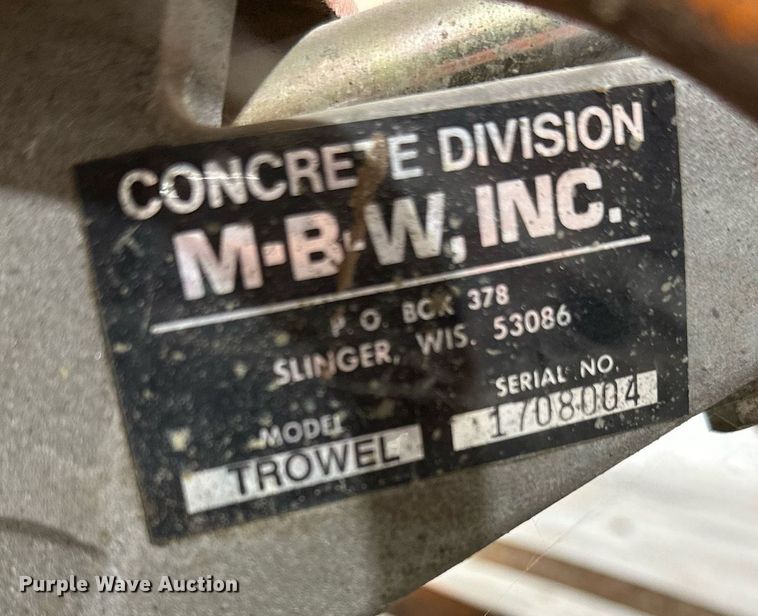 CONCRETE DIVISION
M-B-W, INC.
P.O. BOX 378
SLINGER, WIS. 53086
MODEL SERIAL NO.
TROWEL 1708004
Purple Wave Auction